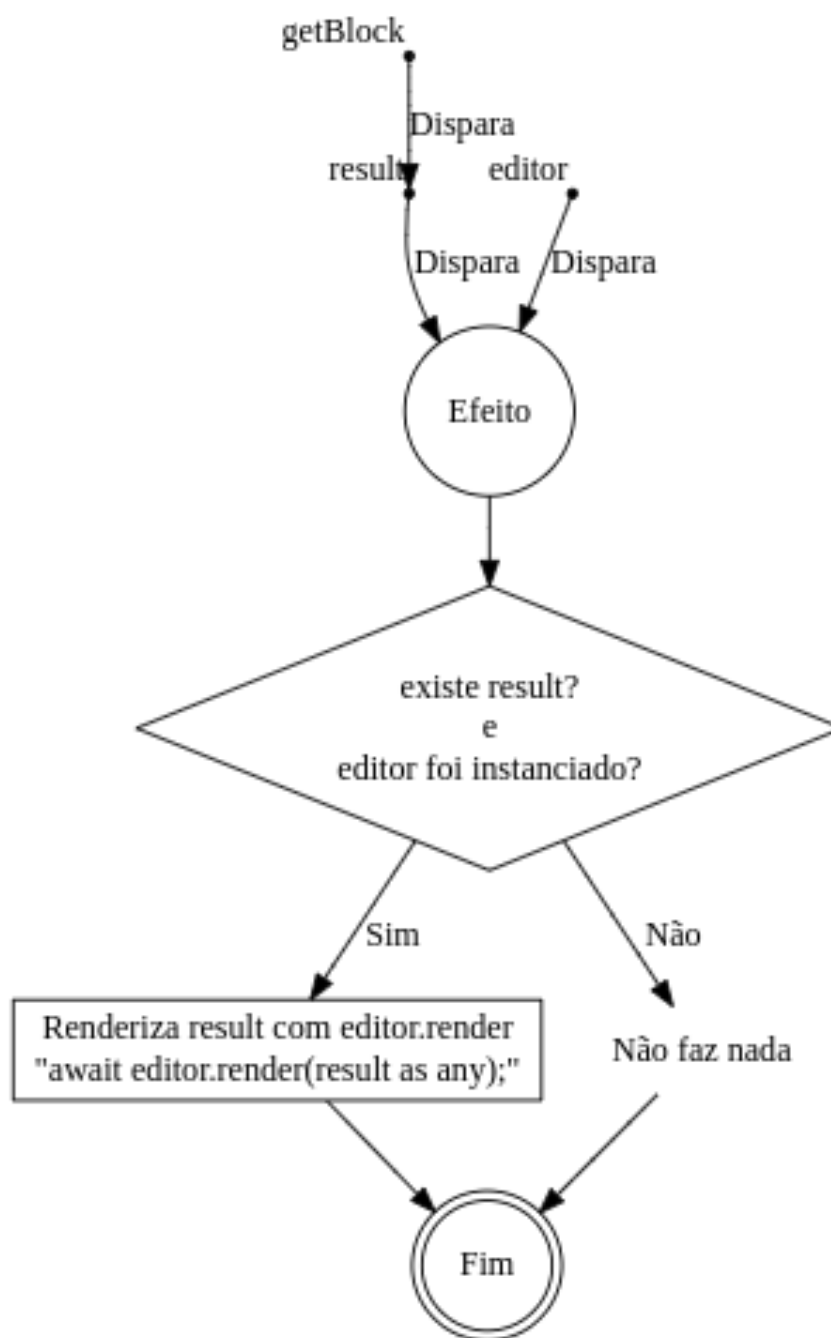 getBlock
Dispara
result
editor
Dispara
Dispara
Efeito
existe result?
e
editor foi instanciado?
Sim
Não
Renderiza result com editor.render
"await editor.render(result as any);"
Não faz nada
Fim